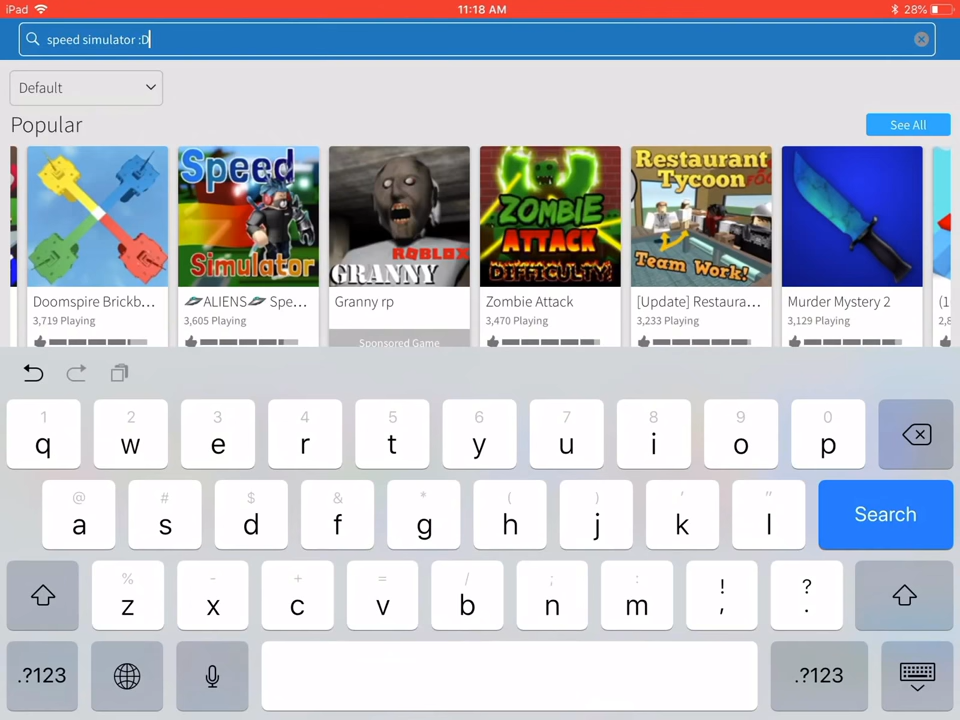 iPad 11:18 AM 28%
speed simulator :D
Default
Popular See All
Speed Simulator
ROBLOX GRANNY
ZOMBIE ATTACK DIFFICULTY!
Restaurant Tycoon Team Work!
Doomspire Brickb... ALIENS Spe... Granny rp Zombie Attack [Update] Restaura... Murder Mystery 2 (1
3,719 Playing 3,605 Playing 3,470 Playing 3,233 Playing 3,129 Playing 2,8
Sponsored Game
1 2 3 4 5 6 7 8 9 0
q w e r t y u i o p
@ # $ & * ( ) ' "
a s d f g h j k l Search
% - + = / ; : ! ?
z x c v b n m , .
.?123 .?123